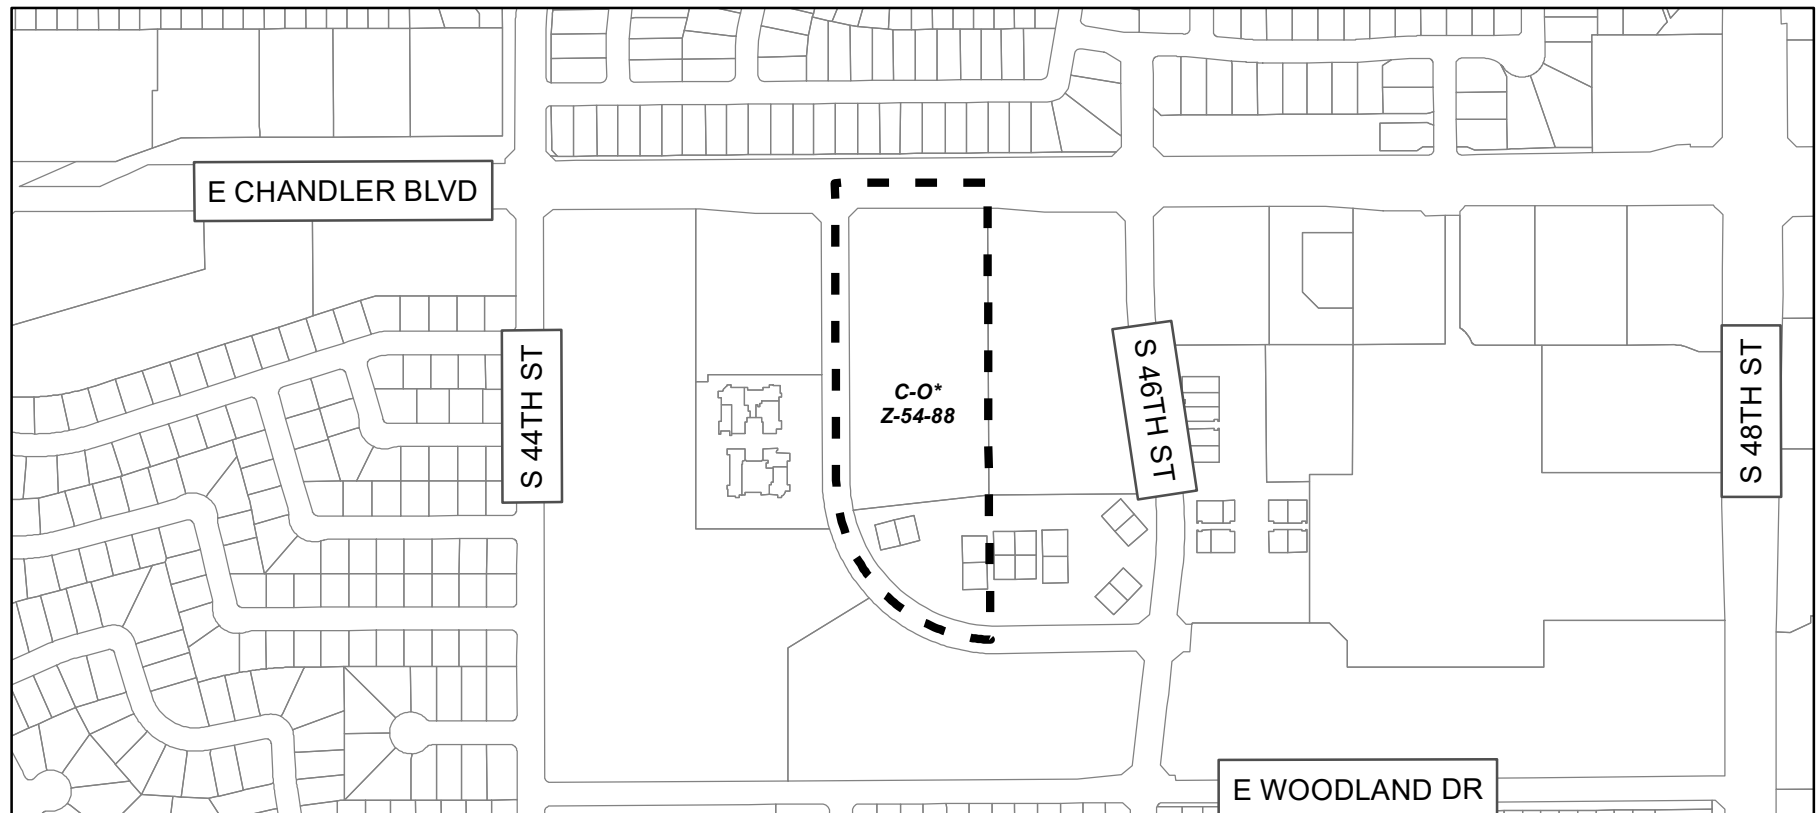 E CHANDLER BLVD
S 44TH ST
C-O*
Z-54-88
S 46TH ST
S 48TH ST
E WOODLAND DR